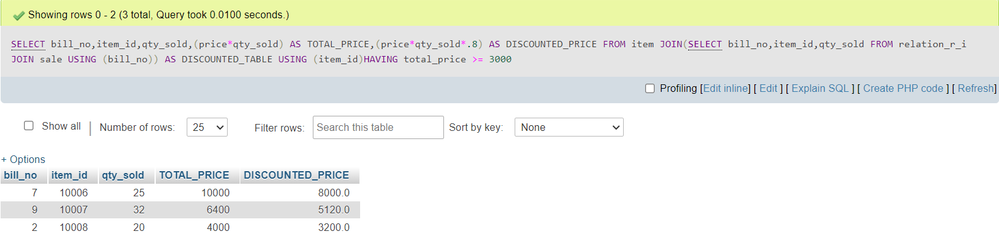 Showing rows 0 - 2 (3 total, Query took 0.0100 seconds.)
SELECT bill_no,item_id,qty_sold,(price*qty_sold) AS TOTAL_PRICE,(price*qty_sold*.8) AS DISCOUNTED_PRICE FROM item JOIN(SELECT bill_no,item_id,qty_sold FROM relation_r_i
JOIN sale USING (bill_no)) AS DISCOUNTED_TABLE USING (item_id)HAVING total_price >= 3000
Profiling [Edit inline] [ Edit ] [ Explain SQL ] [ Create PHP code ] [ Refresh]
Show all | Number of rows: 25 Filter rows: Search this table Sort by key: None
+ Options
bill_no item_id qty_sold TOTAL_PRICE DISCOUNTED_PRICE
7 10006 25 10000 8000.0
9 10007 32 6400 5120.0
2 10008 20 4000 3200.0